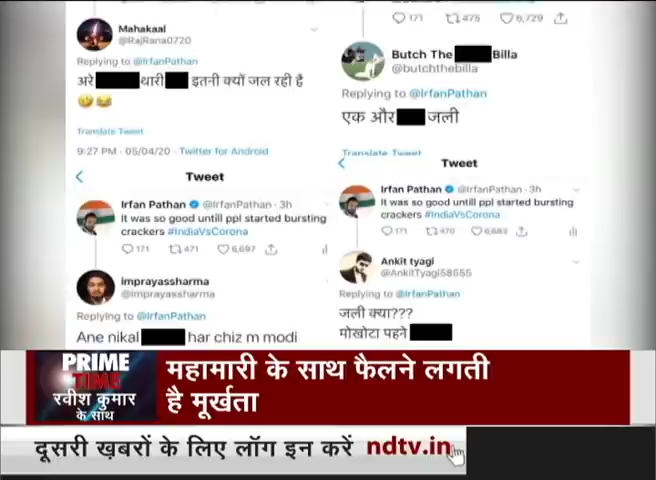 171 475 6,729
Mahakaal
@RajRana0720
Replying to @IrfanPathan
अरे थारी इतनी क्यों जल रही है
Translate Tweet
9:27 PM · 05/04/20 · Twitter for Android
Butch The Billa
@butchthebilla
Replying to @IrfanPathan
एक और जली
Translate Tweet
Tweet
Irfan Pathan @IrfanPathan · 3h
It was so good untill ppl started bursting
crackers #IndiaVsCorona
171 471 6,697
imprayassharma
@imprayassharma
Replying to @IrfanPathan
Ane nikal har chiz m modi
Tweet
Irfan Pathan @IrfanPathan · 3h
It was so good untill ppl started bursting
crackers #IndiaVsCorona
171 470 6,683
Ankit tyagi
@AnkitTyagi58555
Replying to @IrfanPathan
जली क्या???
मोखोटा पहने
PRIME
TIME
रवीश कुमार
के साथ
महामारी के साथ फैलने लगती
है मूर्खता
दूसरी ख़बरों के लिए लॉग इन करें ndtv.in